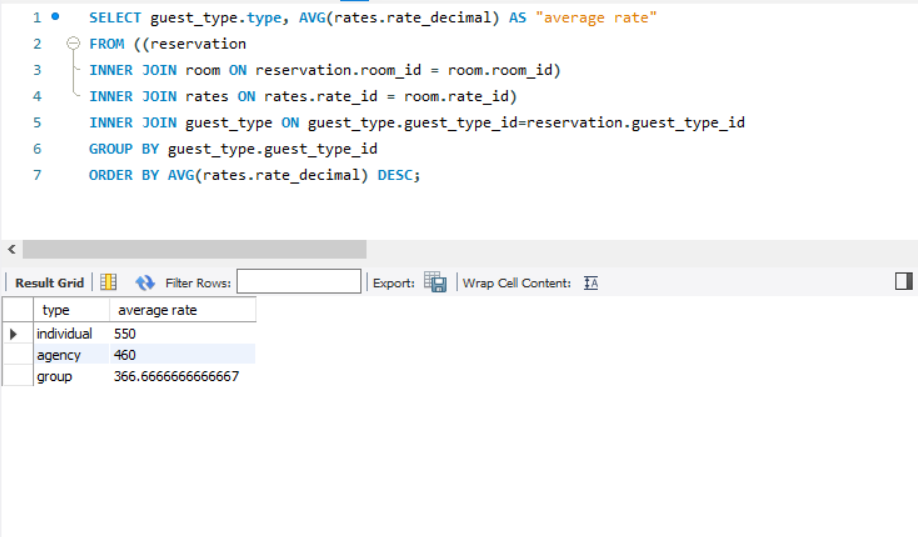 1 SELECT guest_type.type, AVG(rates.rate_decimal) AS "average rate"
2 FROM ((reservation
3 INNER JOIN room ON reservation.room_id = room.room_id)
4 INNER JOIN rates ON rates.rate_id = room.rate_id)
5 INNER JOIN guest_type ON guest_type.guest_type_id=reservation.guest_type_id
6 GROUP BY guest_type.guest_type_id
7 ORDER BY AVG(rates.rate_decimal) DESC;
Result Grid Filter Rows: Export: Wrap Cell Content: IA
type average rate
individual 550
agency 460
group 366.6666666666667